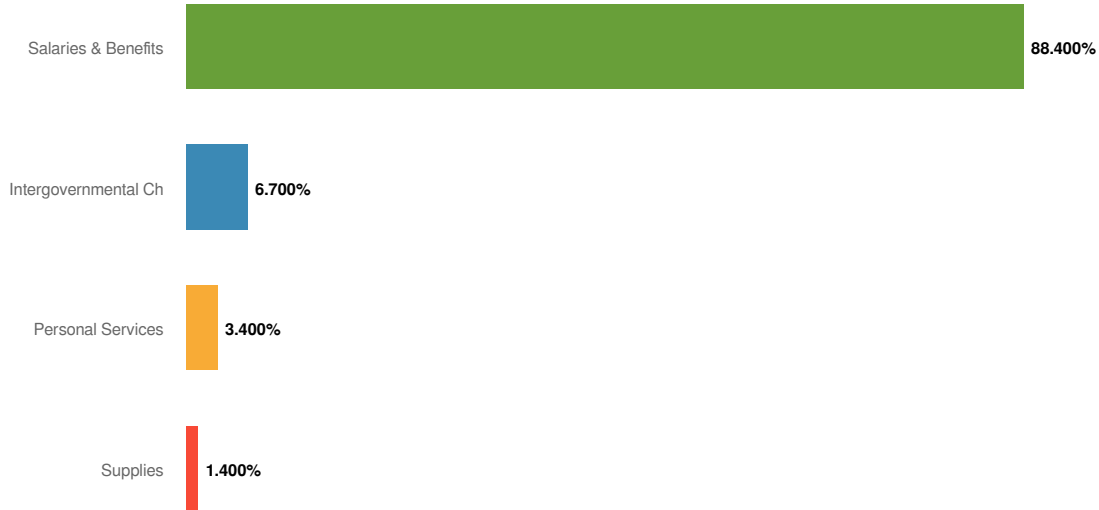 Salaries & Benefits 88.400%
Intergovernmental Ch 6.700%
Personal Services 3.400%
Supplies 1.400%